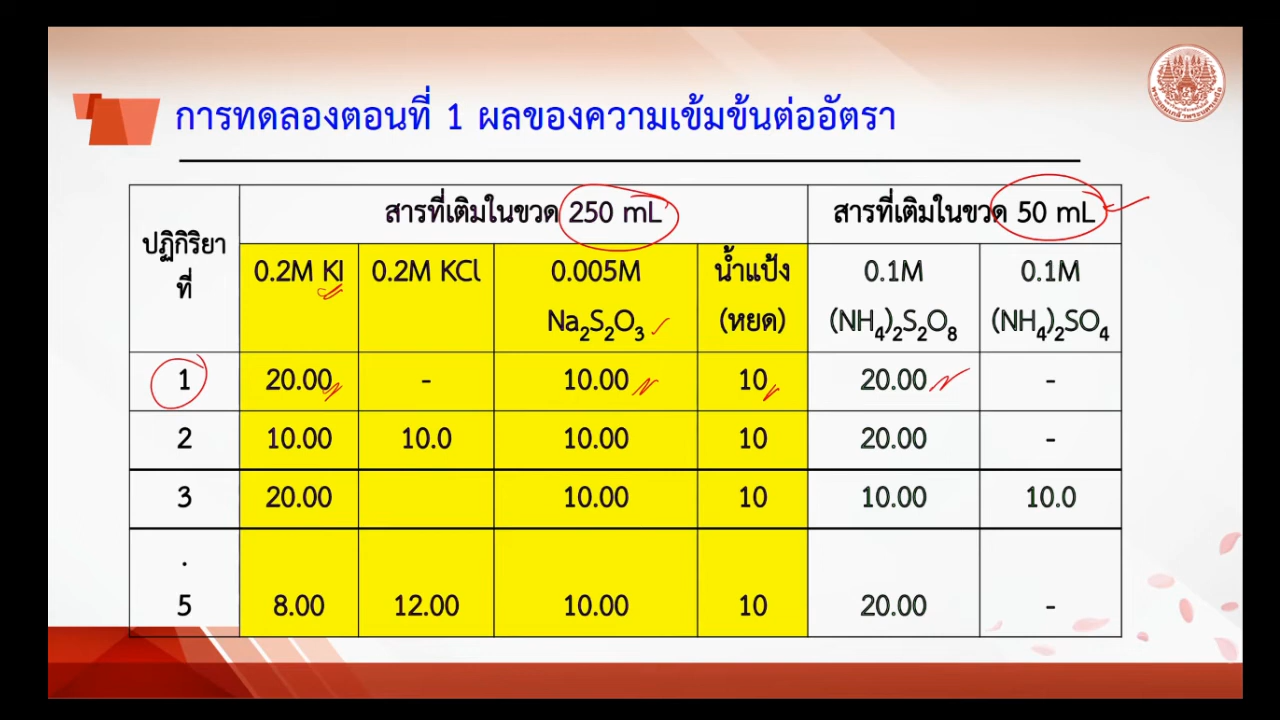 การทดลองตอนที่ 1 ผลของความเข้มข้นต่ออัตรา
ปฏิกิริยา
ที่
สารที่เติมในขวด 250 mL
สารที่เติมในขวด 50 mL
0.2M KI
0.2M KCl
0.005M
Na₂S₂O₃
น้ำแป้ง
(หยด)
0.1M
(NH₄)₂S₂O₈
0.1M
(NH₄)₂SO₄
1 20.00 - 10.00 10 20.00 -
2 10.00 10.0 10.00 10 20.00 -
3 20.00 10.00 10 10.00 10.0
.
5 8.00 12.00 10.00 10 20.00 -